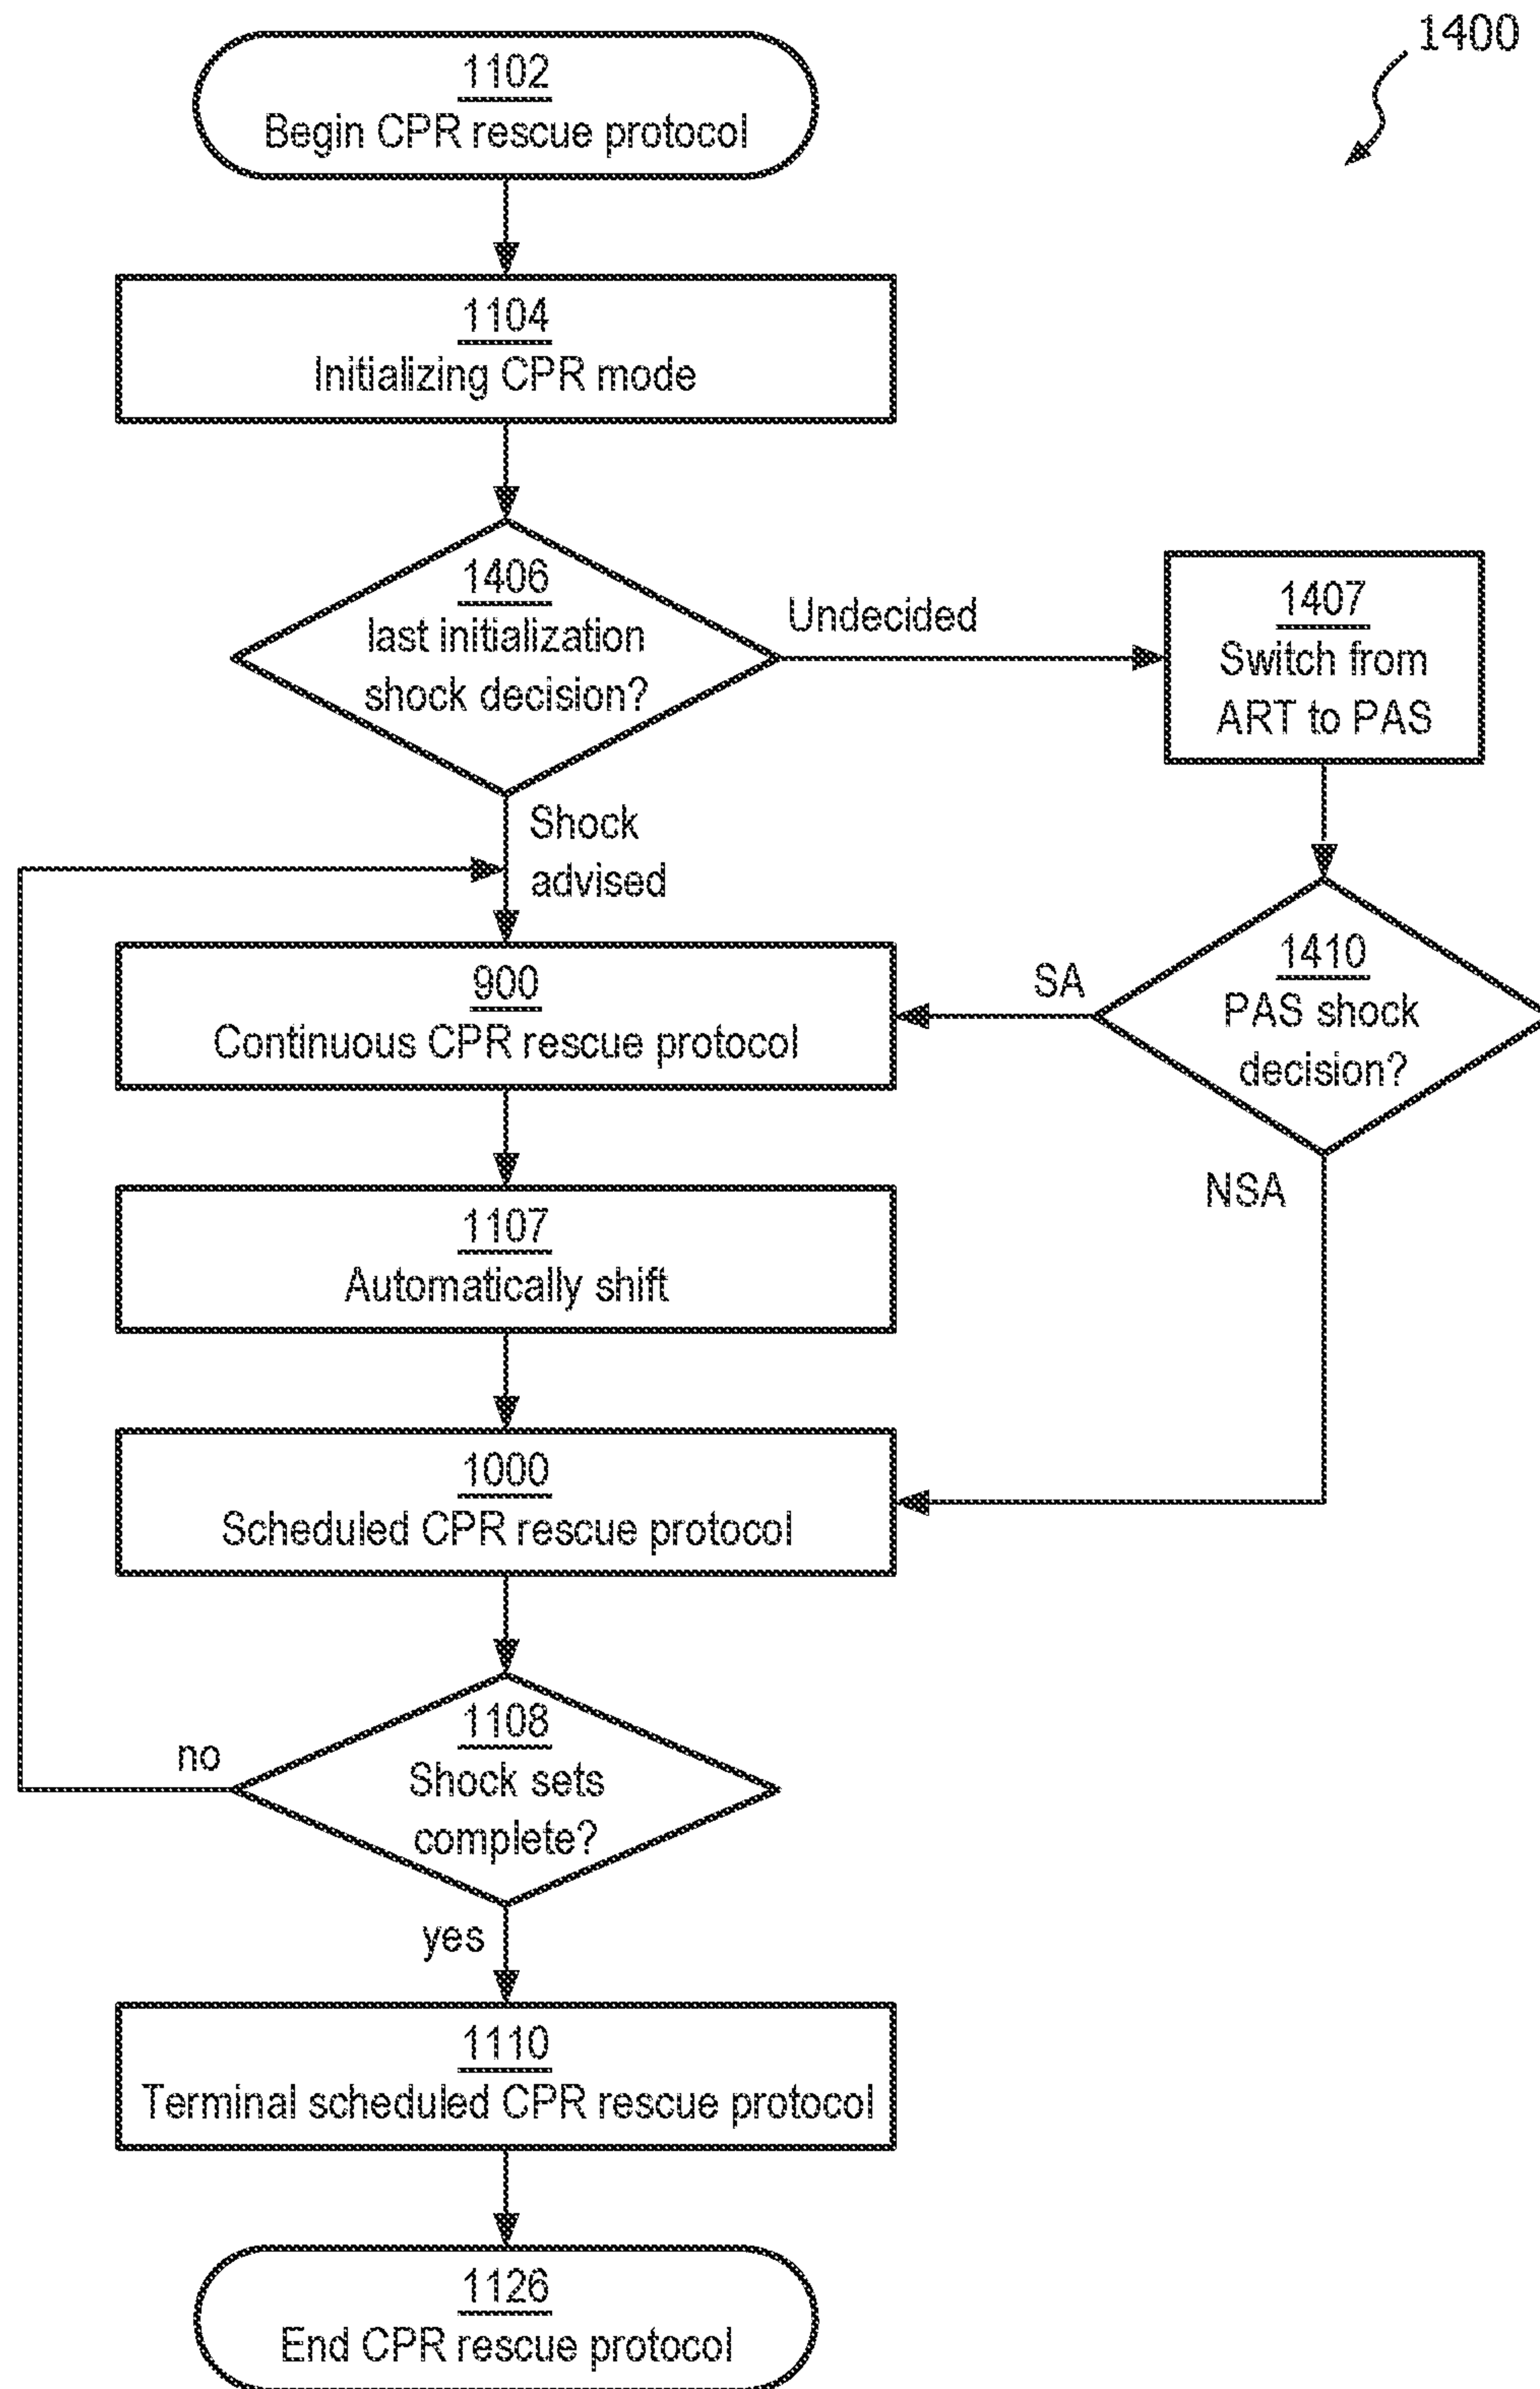 1400
1102
Begin CPR rescue protocol
1104
Initializing CPR mode
1406
last initialization
shock decision?
Undecided
1407
Switch from
ART to PAS
Shock
advised
900
Continuous CPR rescue protocol
SA
1410
PAS shock
decision?
NSA
1107
Automatically shift
1000
Scheduled CPR rescue protocol
1108
Shock sets
complete?
no
yes
1110
Terminal scheduled CPR rescue protocol
1126
End CPR rescue protocol